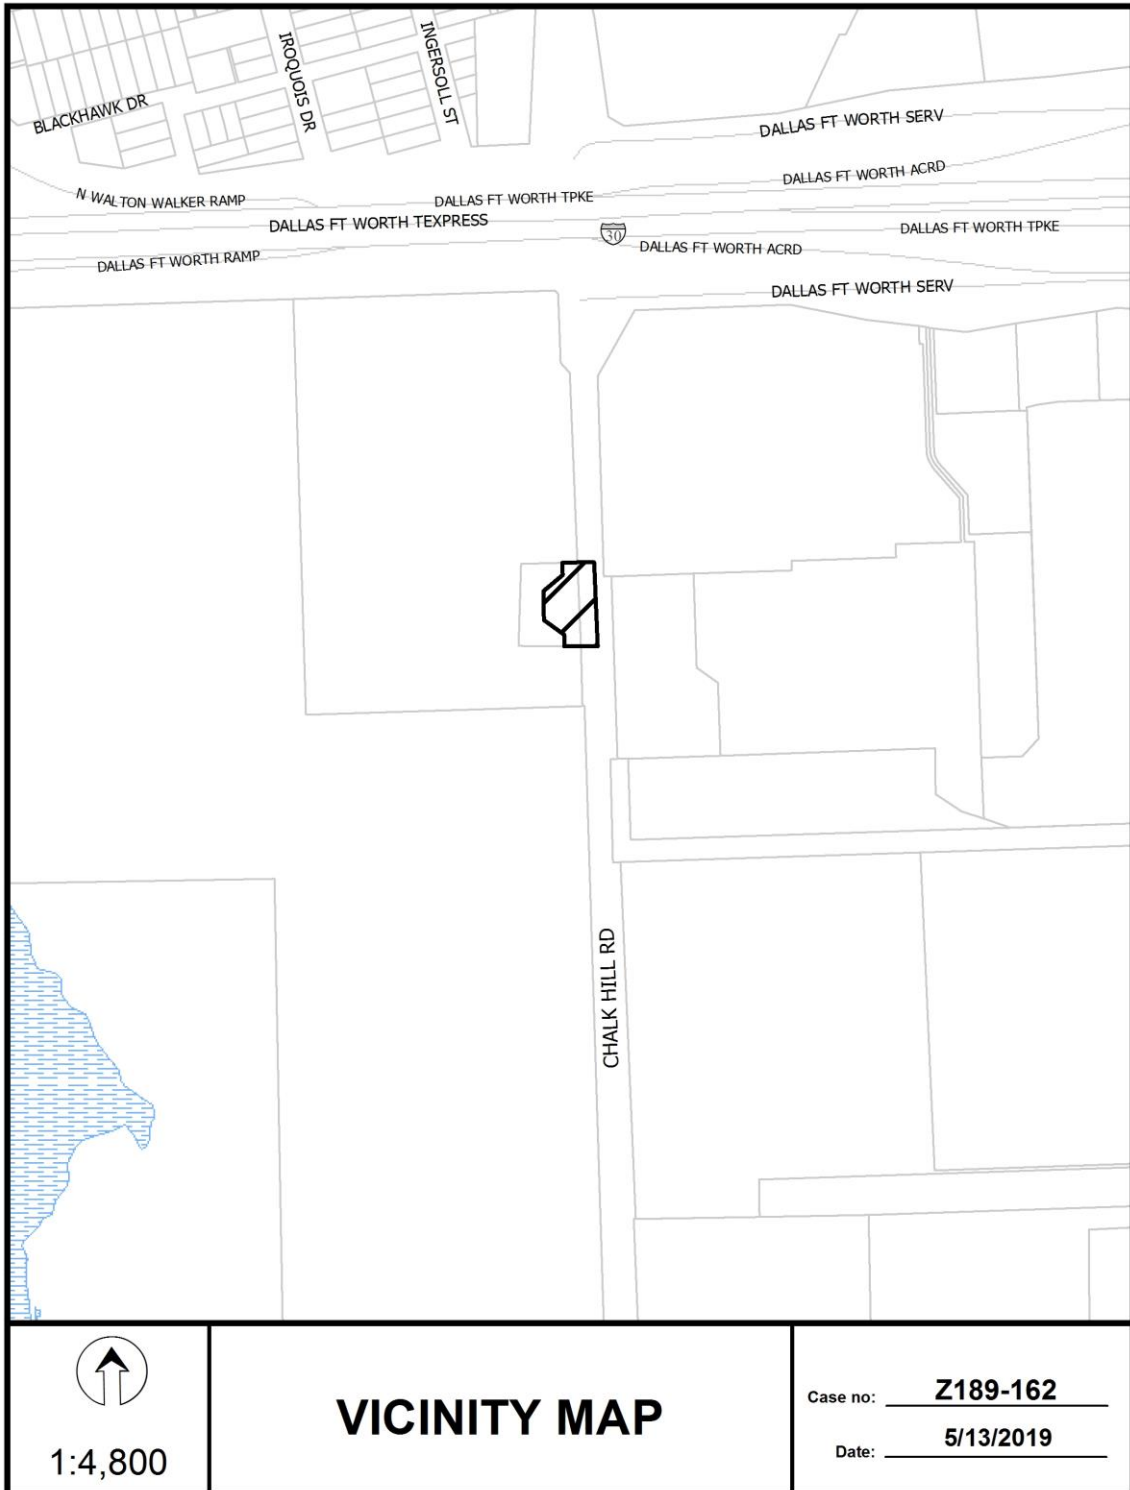 INGERSOLL ST
IROQUOIS DR
BLACKHAWK DR
DALLAS FT WORTH SERV
DALLAS FT WORTH ACRD
N WALTON WALKER RAMP
DALLAS FT WORTH TPKE
DALLAS FT WORTH TEXPRESS
DALLAS FT WORTH TPKE
30
DALLAS FT WORTH ACRD
DALLAS FT WORTH RAMP
DALLAS FT WORTH SERV
CHALK HILL RD
1:4,800
VICINITY MAP
Case no: Z189-162
Date: 5/13/2019